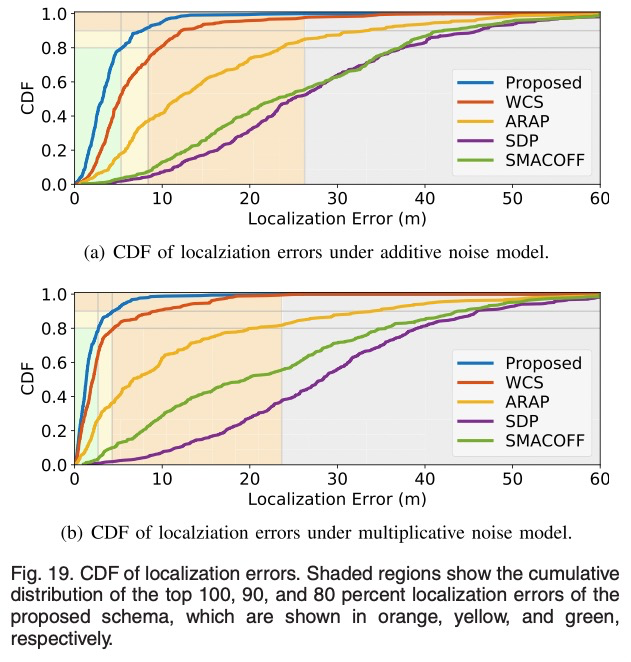 1.0
0.8
0.6
0.4
0.2
0.0
CDF
Proposed
WCS
ARAP
SDP
SMACOFF
0 10 20 30 40 50 60
Localization Error (m)
(a) CDF of localziation errors under additive noise model.
1.0
0.8
0.6
0.4
0.2
0.0
CDF
Proposed
WCS
ARAP
SDP
SMACOFF
0 10 20 30 40 50 60
Localization Error (m)
(b) CDF of localziation errors under multiplicative noise model.
Fig. 19. CDF of localization errors. Shaded regions show the cumulative
distribution of the top 100, 90, and 80 percent localization errors of the
proposed schema, which are shown in orange, yellow, and green,
respectively.